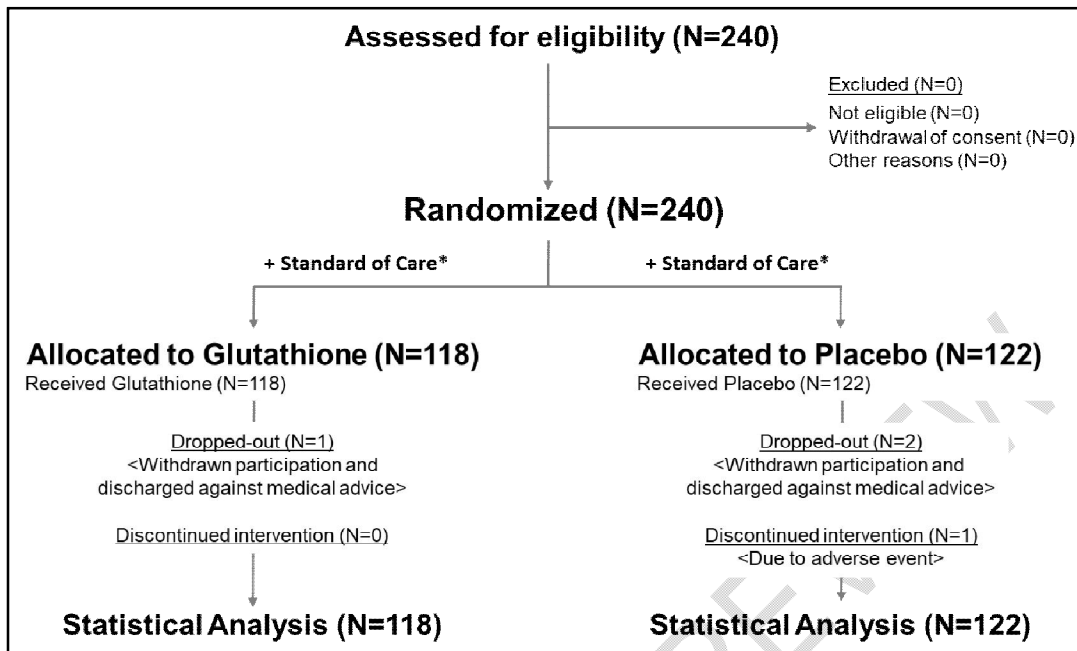 Assessed for eligibility (N=240)
Excluded (N=0)
Not eligible (N=0)
Withdrawal of consent (N=0)
Other reasons (N=0)
Randomized (N=240)
+ Standard of Care*
+ Standard of Care*
Allocated to Glutathione (N=118)
Received Glutathione (N=118)
Allocated to Placebo (N=122)
Received Placebo (N=122)
Dropped-out (N=1)
<Withdrawn participation and
discharged against medical advice>
Dropped-out (N=2)
<Withdrawn participation and
discharged against medical advice>
Discontinued intervention (N=0)
Discontinued intervention (N=1)
<Due to adverse event>
Statistical Analysis (N=118)
Statistical Analysis (N=122)